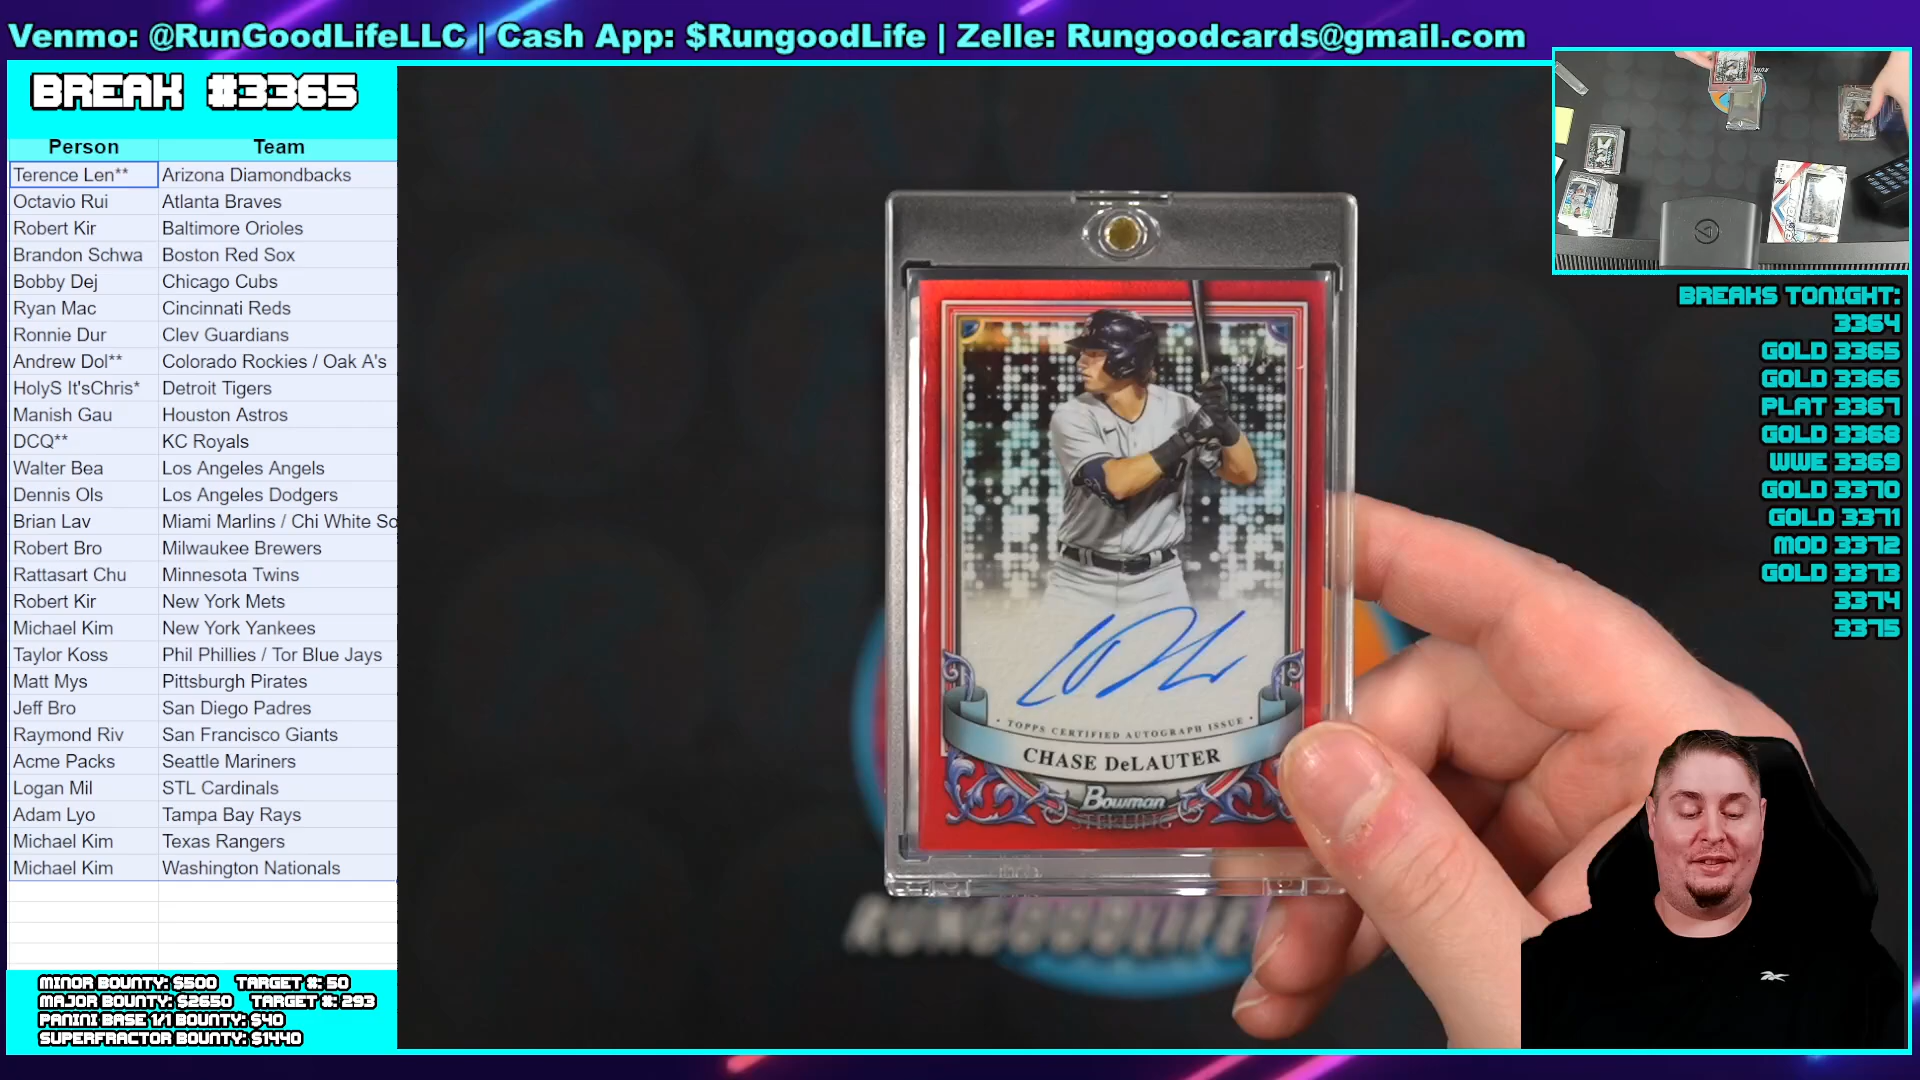 Venmo: @RunGoodLifeLLC | Cash App: $RungoodLife | Zelle: Rungoodcards@gmail.com
BREAK #3365
Person Team
Terence Len** Arizona Diamondbacks
Octavio Rui Atlanta Braves
Robert Kir Baltimore Orioles
Brandon Schwa Boston Red Sox
Bobby Dej Chicago Cubs
Ryan Mac Cincinnati Reds
Ronnie Dur Clev Guardians
Andrew Dol** Colorado Rockies / Oak A's
HolyS It'sChris* Detroit Tigers
Manish Gau Houston Astros
DCQ** KC Royals
Walter Bea Los Angeles Angels
Dennis Ols Los Angeles Dodgers
Brian Lav Miami Marlins / Chi White So
Robert Bro Milwaukee Brewers
Rattasart Chu Minnesota Twins
Robert Kir New York Mets
Michael Kim New York Yankees
Taylor Koss Phil Phillies / Tor Blue Jays
Matt Mys Pittsburgh Pirates
Jeff Bro San Diego Padres
Raymond Riv San Francisco Giants
Acme Packs Seattle Mariners
Logan Mil STL Cardinals
Adam Lyo Tampa Bay Rays
Michael Kim Texas Rangers
Michael Kim Washington Nationals
MINOR BOUNTY: $500 TARGET #: 50
MAJOR BOUNTY: $2650 TARGET #: 293
PANINI BASE 1/1 BOUNTY: $40
SUPERFRACTOR BOUNTY: $1440
• TOPPS CERTIFIED AUTOGRAPH ISSUE •
CHASE DeLAUTER
Bowman
STERLING
RUNGOODLIFE
BREAKS TONIGHT:
3364
GOLD 3365
GOLD 3366
PLAT 3367
GOLD 3368
WWE 3369
GOLD 3370
GOLD 3371
MOD 3372
GOLD 3373
3374
3375